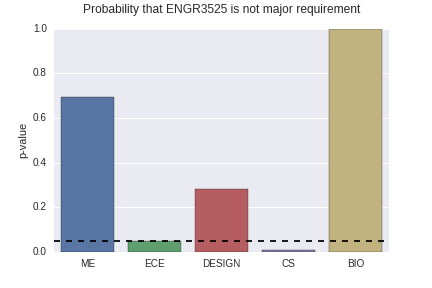 Probability that ENGR3525 is not major requirement
1.0
0.8
0.6
0.4
0.2
0.0
p-value
ME ECE DESIGN CS BIO